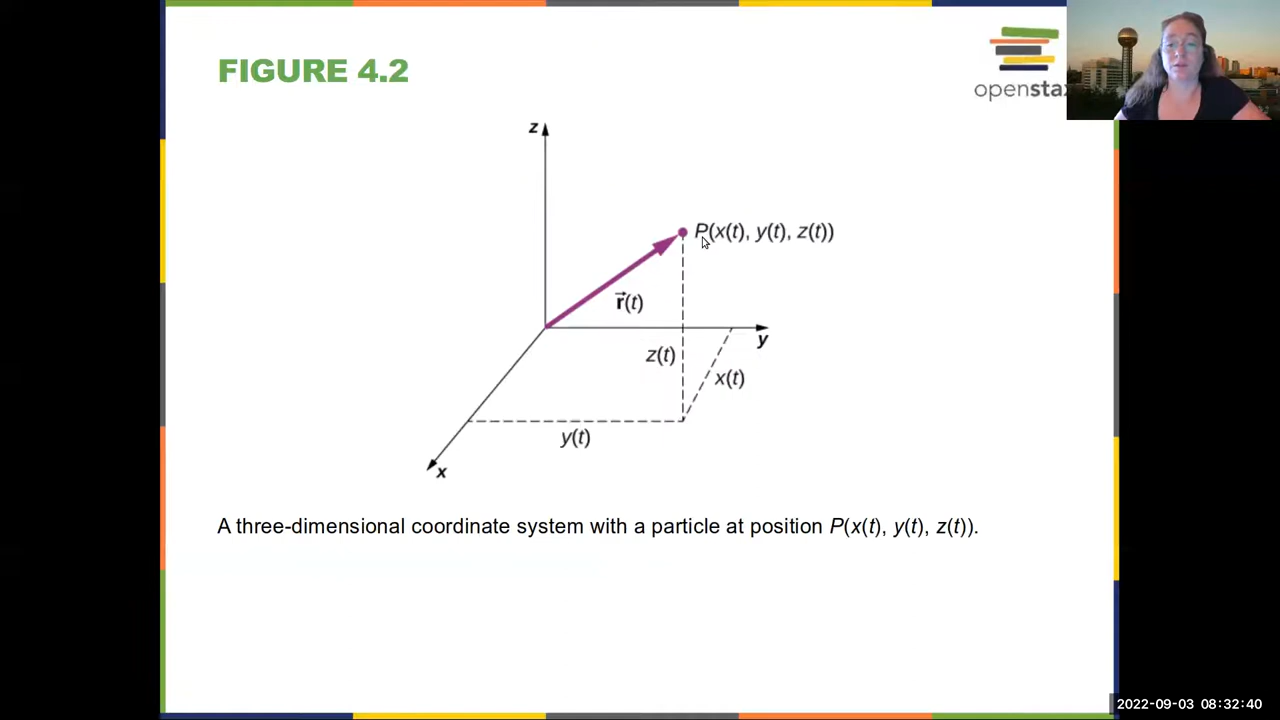 FIGURE 4.2
openstax
z
P(x(t), y(t), z(t))
r⃗(t)
y
z(t)
x(t)
y(t)
x
A three-dimensional coordinate system with a particle at position P(x(t), y(t), z(t)).
2022-09-03 08:32:40